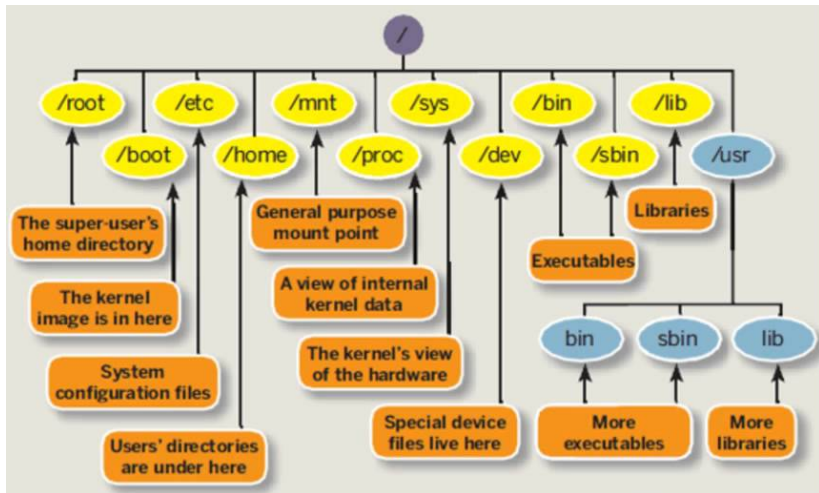 /
/root
/etc
/mnt
/sys
/bin
/lib
/boot
/home
/proc
/dev
/sbin
/usr
The super-user's
home directory
General purpose
mount point
Libraries
Executables
The kernel
image is in here
A view of internal
kernel data
The kernel's view
of the hardware
System
configuration files
Users' directories
are under here
Special device
files live here
bin
sbin
lib
More
executables
More
libraries